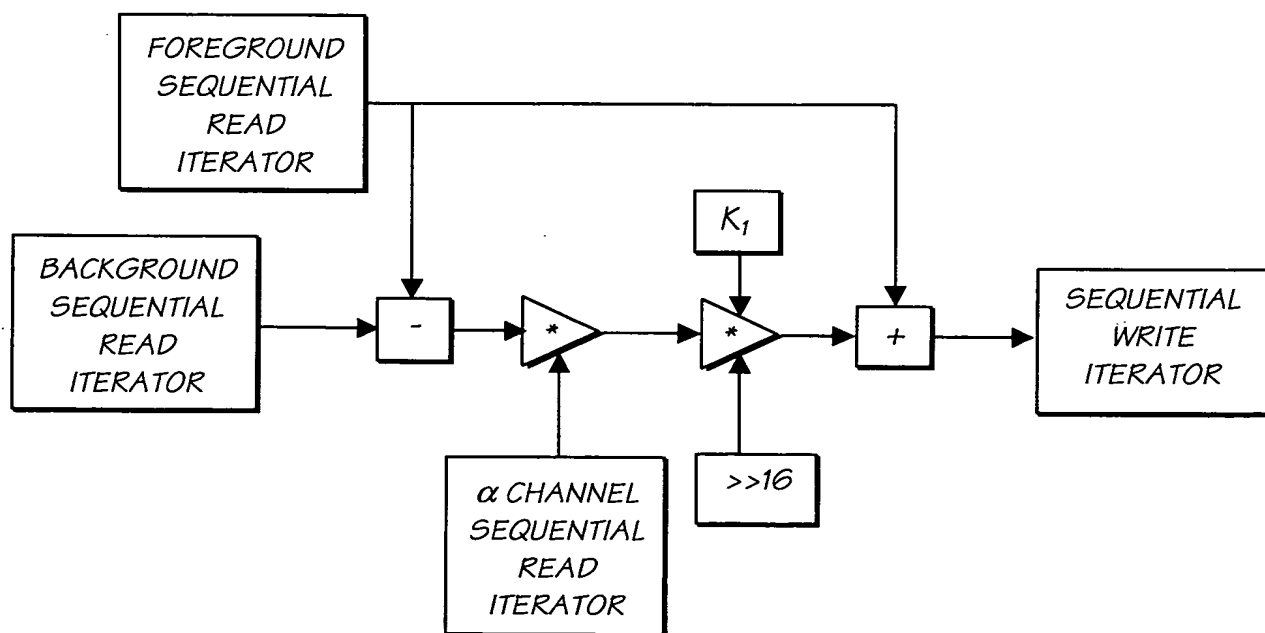 FOREGROUND
SEQUENTIAL
READ
ITERATOR
K1
BACKGROUND
SEQUENTIAL
READ
ITERATOR
-
*
*
+
SEQUENTIAL
WRITE
ITERATOR
α CHANNEL
SEQUENTIAL
READ
ITERATOR
>>16